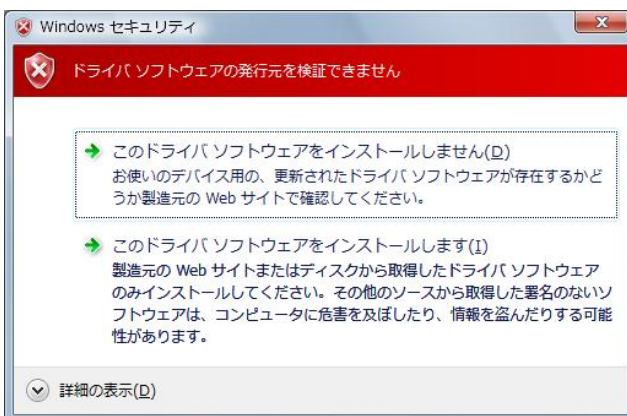 Windows セキュリティ
ドライバ ソフトウェアの発行元を検証できません
このドライバ ソフトウェアをインストールしません(D)
お使いのデバイス用の、更新されたドライバ ソフトウェアが存在するかど
うか製造元の Web サイトで確認してください。
このドライバ ソフトウェアをインストールします(I)
製造元の Web サイトまたはディスクから取得したドライバ ソフトウェア
のみインストールしてください。その他のソースから取得した署名のないソ
フトウェアは、コンピュータに危害を及ぼしたり、情報を盗んだりする可能
性があります。
詳細の表示(D)